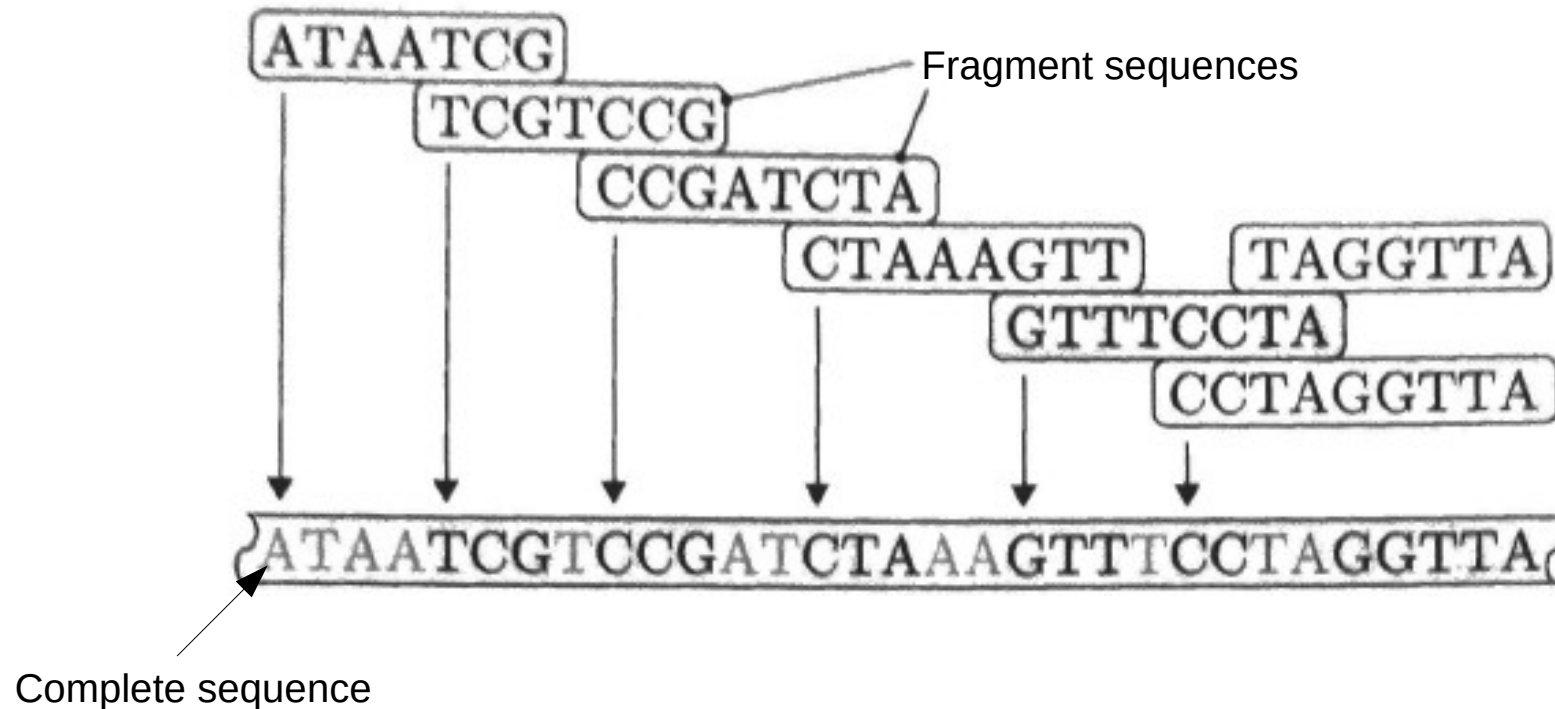 ATAATCG
Fragment sequences
TCGTCCG
CCGATCTA
CTAAAGTT
TAGGTTA
GTTTCCTA
CCTAGGTTA
ATAATCGTCCGATCTAAAGTTTCCTAGGTTA
Complete sequence